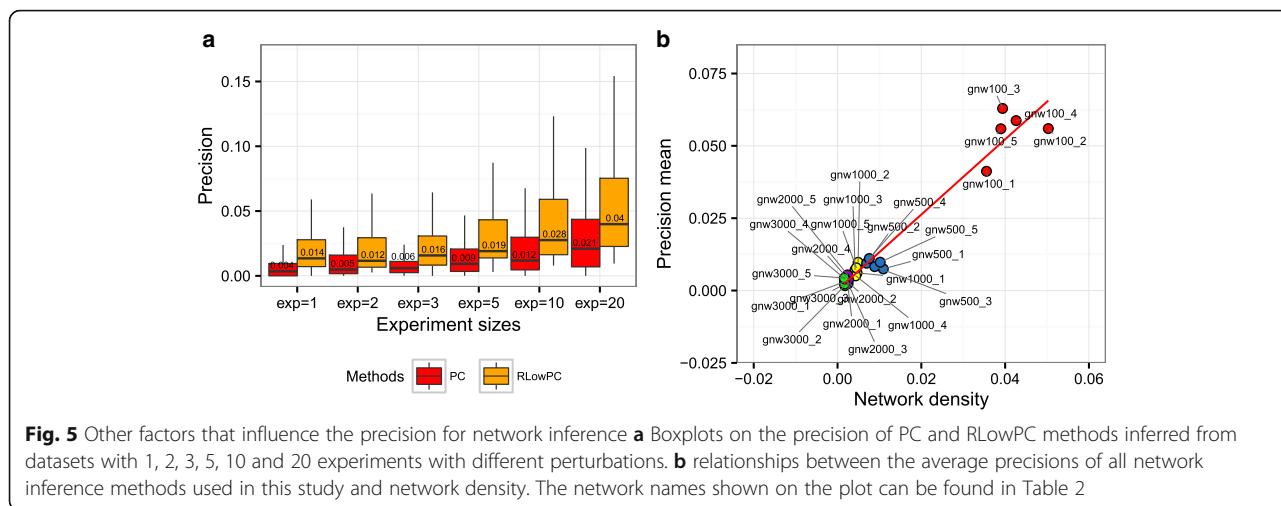 a
0.15
0.10
0.05
0.00
Precision
0.004
0.014
0.005
0.012
0.006
0.016
0.009
0.019
0.012
0.028
0.021
0.04
exp=1 exp=2 exp=3 exp=5 exp=10 exp=20
Experiment sizes
Methods PC RLowPC
b
0.075
0.050
0.025
0.000
−0.025
Precision mean
gnw100_3
gnw100_4
gnw100_5
gnw100_2
gnw100_1
gnw1000_2
gnw2000_5
gnw1000_3
gnw500_4
gnw3000_4
gnw1000_5
gnw500_2
gnw500_5
gnw2000_4
gnw500_1
gnw3000_5
gnw1000_1
gnw3000_3
gnw2000_2
gnw500_3
gnw3000_1
gnw2000_1
gnw1000_4
gnw3000_2
gnw2000_3
−0.02 0.00 0.02 0.04 0.06
Network density
Fig. 5 Other factors that influence the precision for network inference a Boxplots on the precision of PC and RLowPC methods inferred from
datasets with 1, 2, 3, 5, 10 and 20 experiments with different perturbations. b relationships between the average precisions of all network
inference methods used in this study and network density. The network names shown on the plot can be found in Table 2